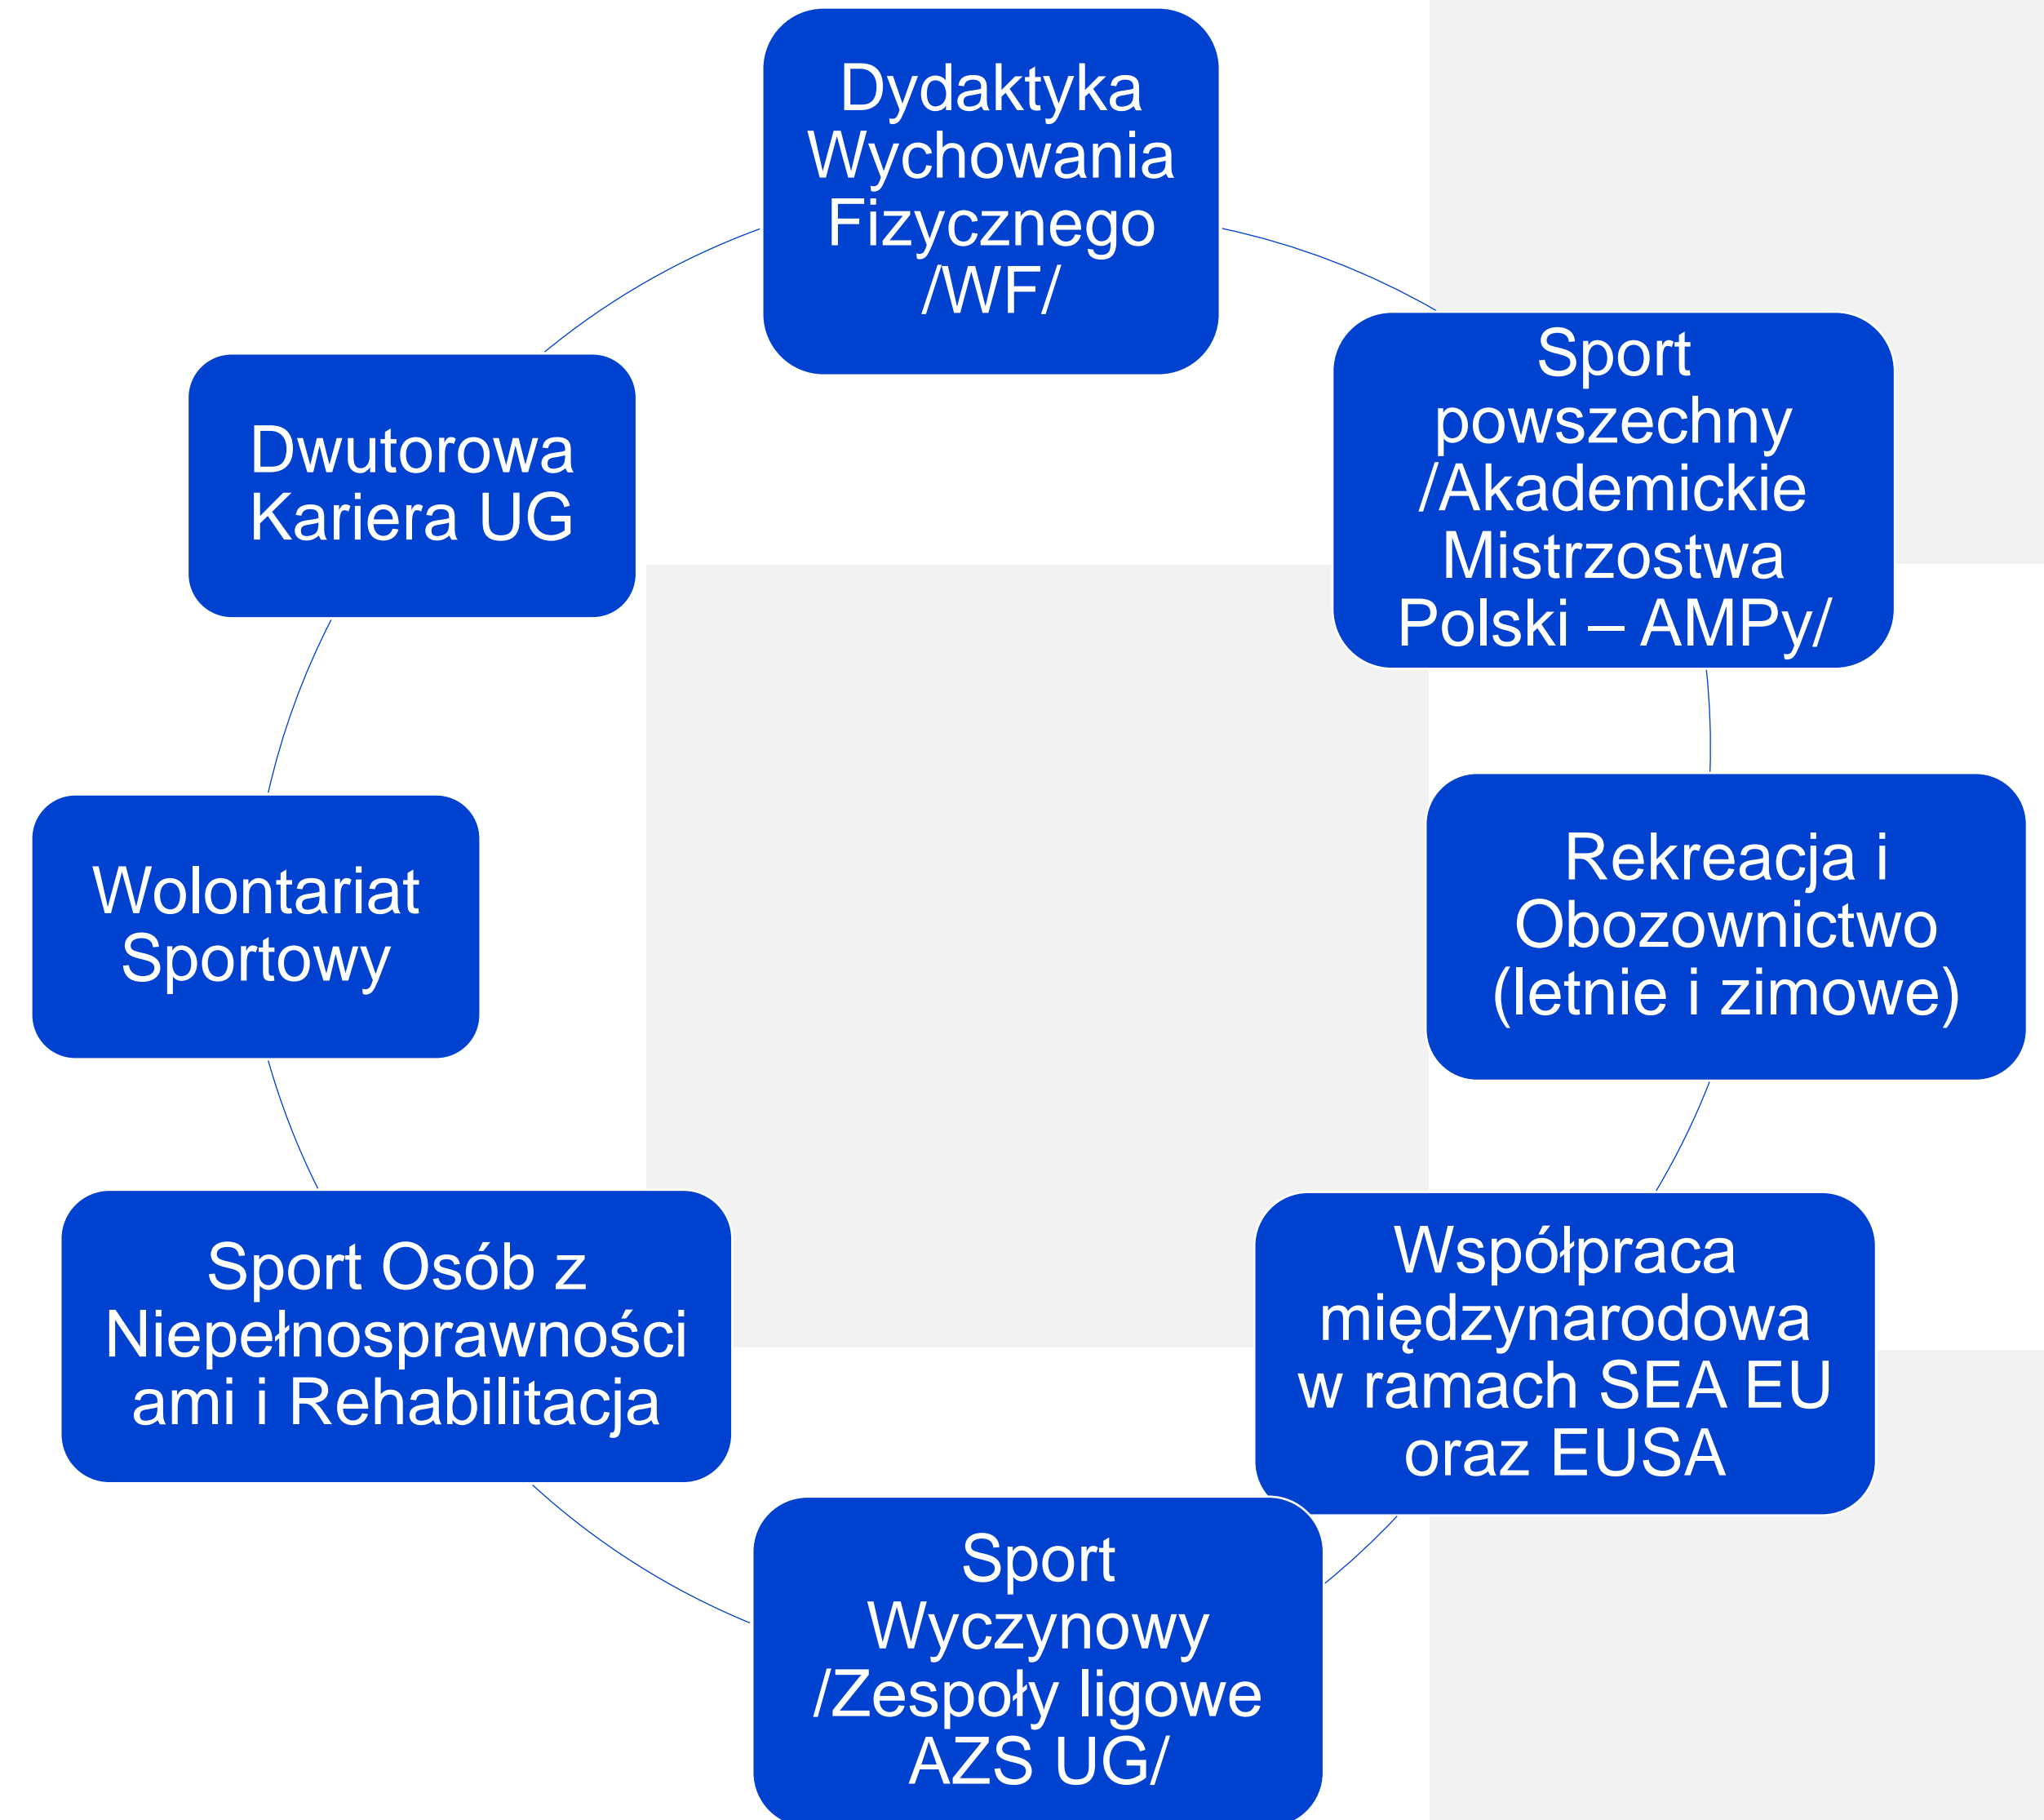 Dydaktyka
Wychowania
Fizycznego
/WF/
Sport
powszechny
/Akademickie
Mistrzostwa
Polski – AMPy/
Rekreacja i
Obozownictwo
(letnie i zimowe)
Współpraca
międzynarodowa
w ramach SEA EU
oraz EUSA
Sport
Wyczynowy
/Zespoły ligowe
AZS UG/
Sport Osób z
Niepełnosprawności
ami i Rehabilitacja
Wolontariat
Sportowy
Dwutorowa
Kariera UG